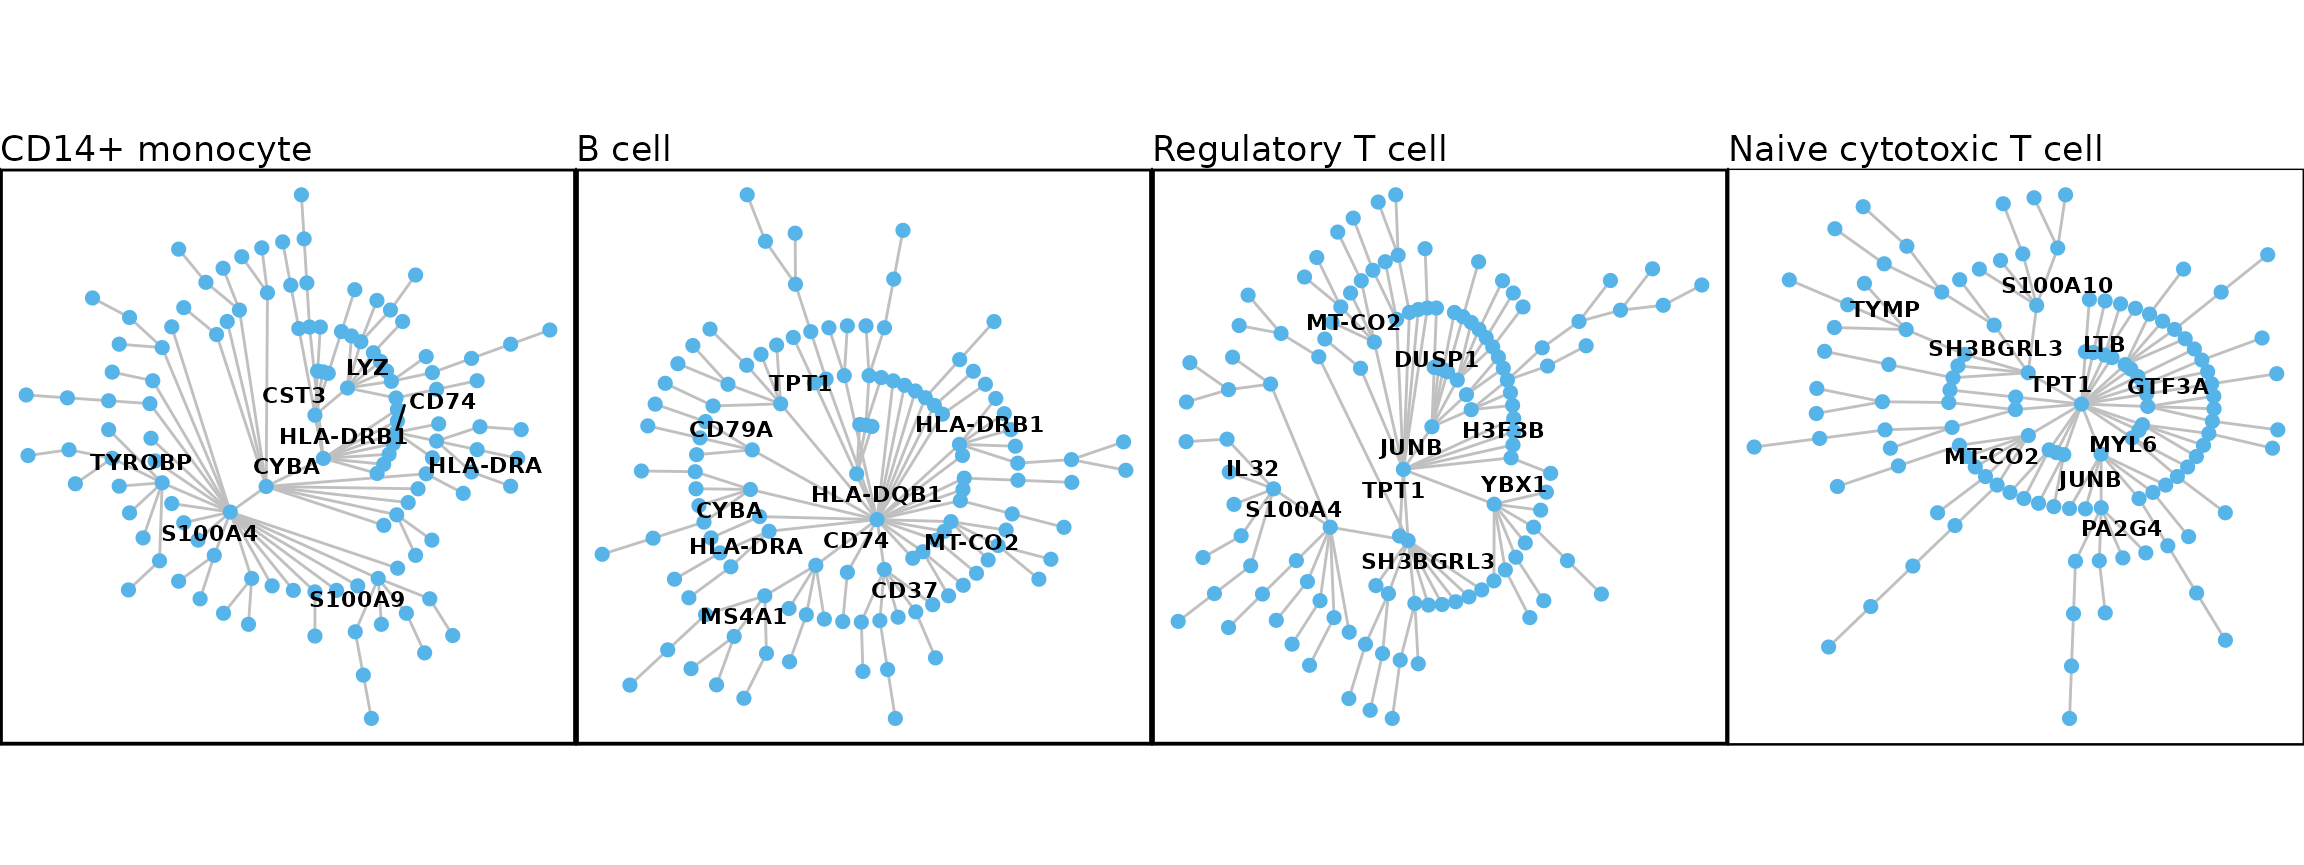 CD14+ monocyte
LYZ
CST3
CD74
HLA-DRB1
TYROBP
CYBA
HLA-DRA
S100A4
S100A9
B cell
TPT1
CD79A
HLA-DRB1
HLA-DQB1
CYBA
HLA-DRA
CD74
MT-CO2
CD37
MS4A1
Regulatory T cell
MT-CO2
DUSP1
H3F3B
JUNB
IL32
TPT1
YBX1
S100A4
SH3BGRL3
Naive cytotoxic T cell
S100A10
TYMP
SH3BGRL3
LTB
TPT1
GTF3A
MYL6
MT-CO2
JUNB
PA2G4